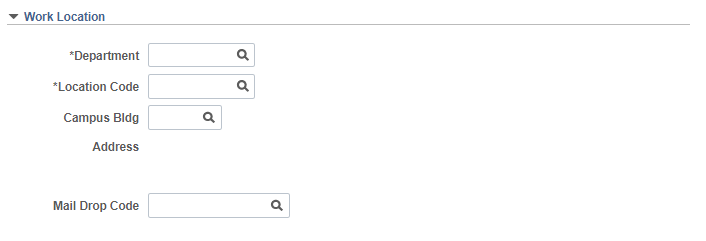 Work Location
*Department
*Location Code
Campus Bldg
Address
Mail Drop Code